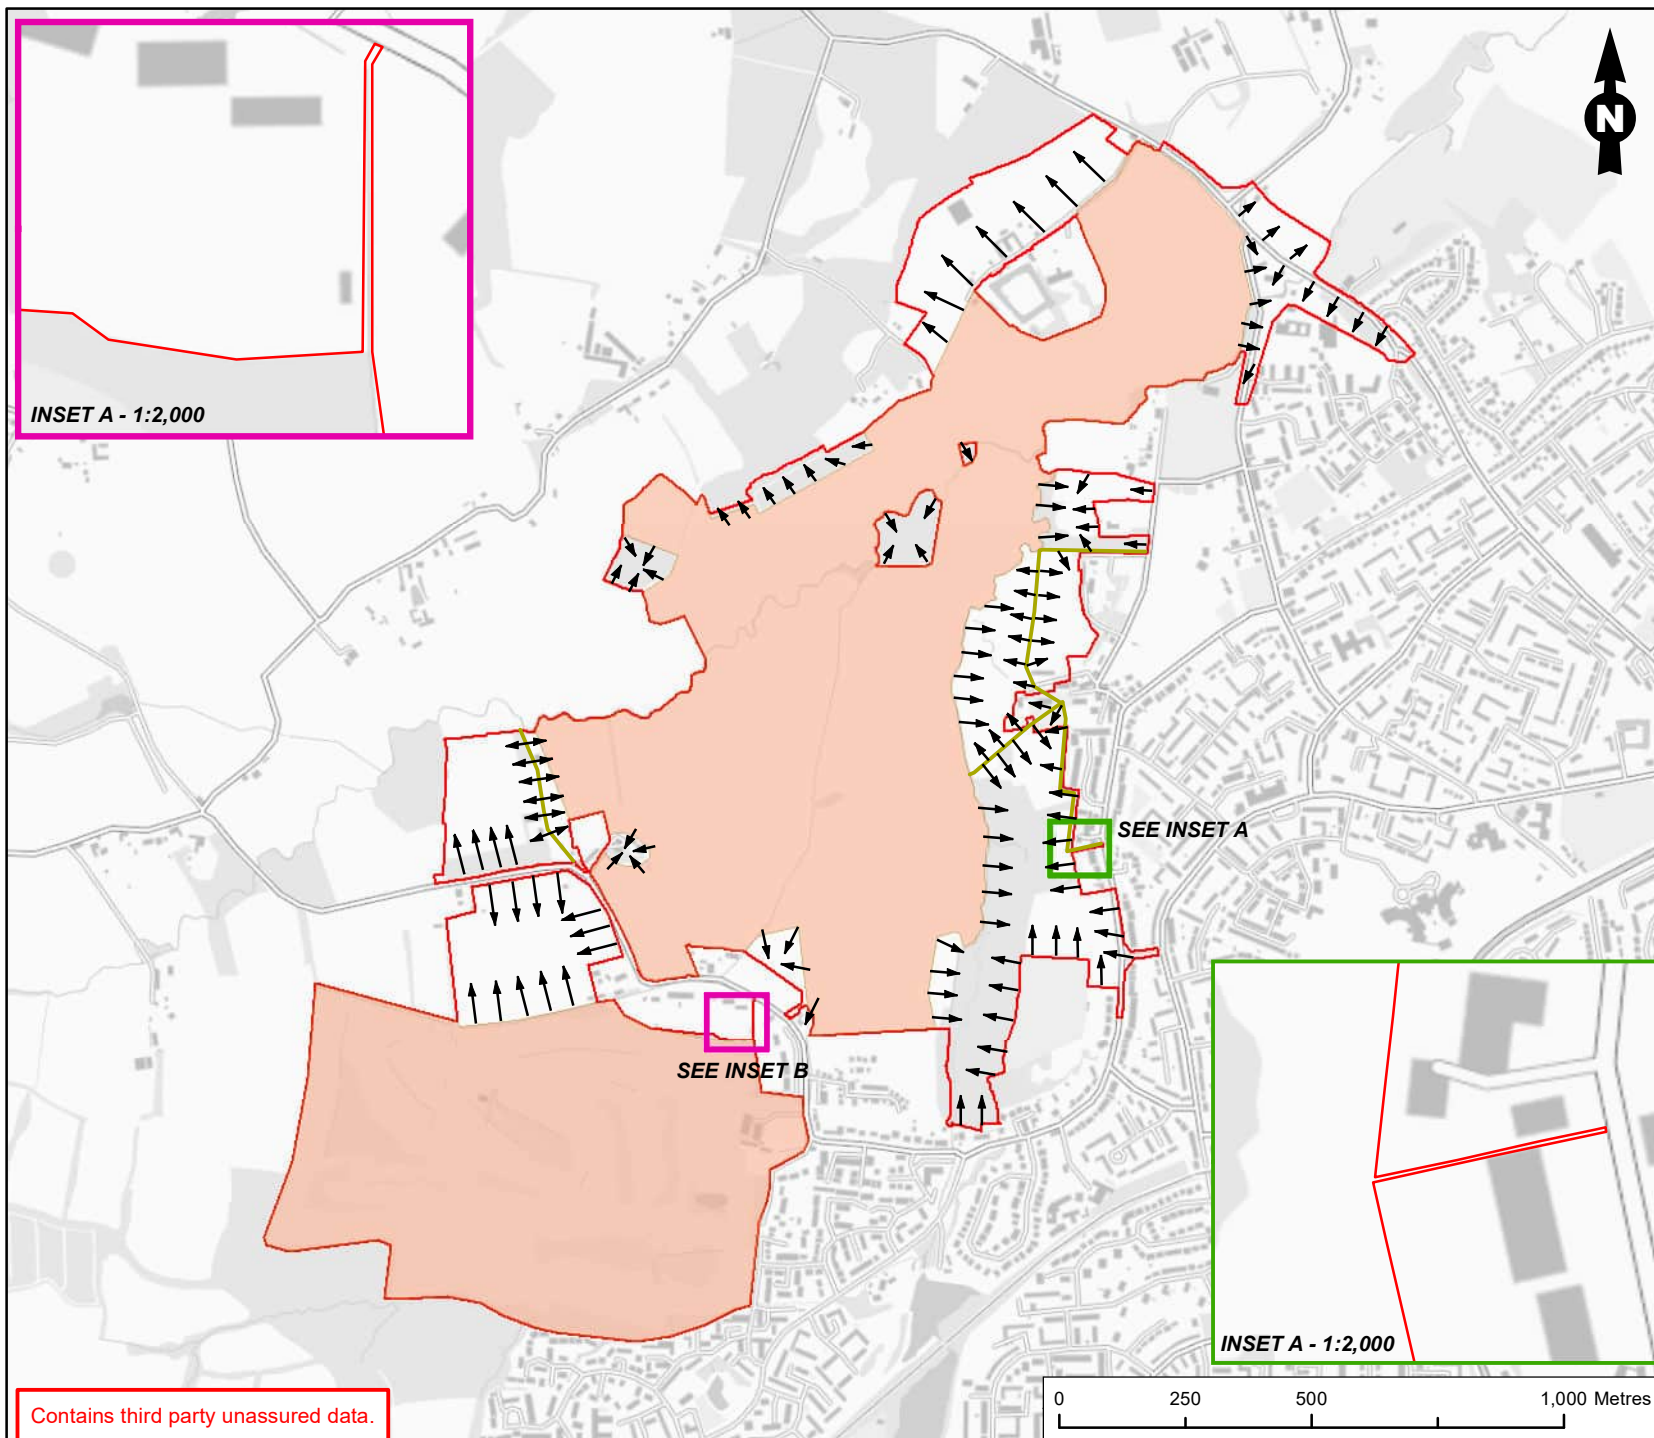 N
INSET A - 1:2,000
SEE INSET A
SEE INSET B
INSET A - 1:2,000
Contains third party unassured data.
0 250 500 1,000 Metres